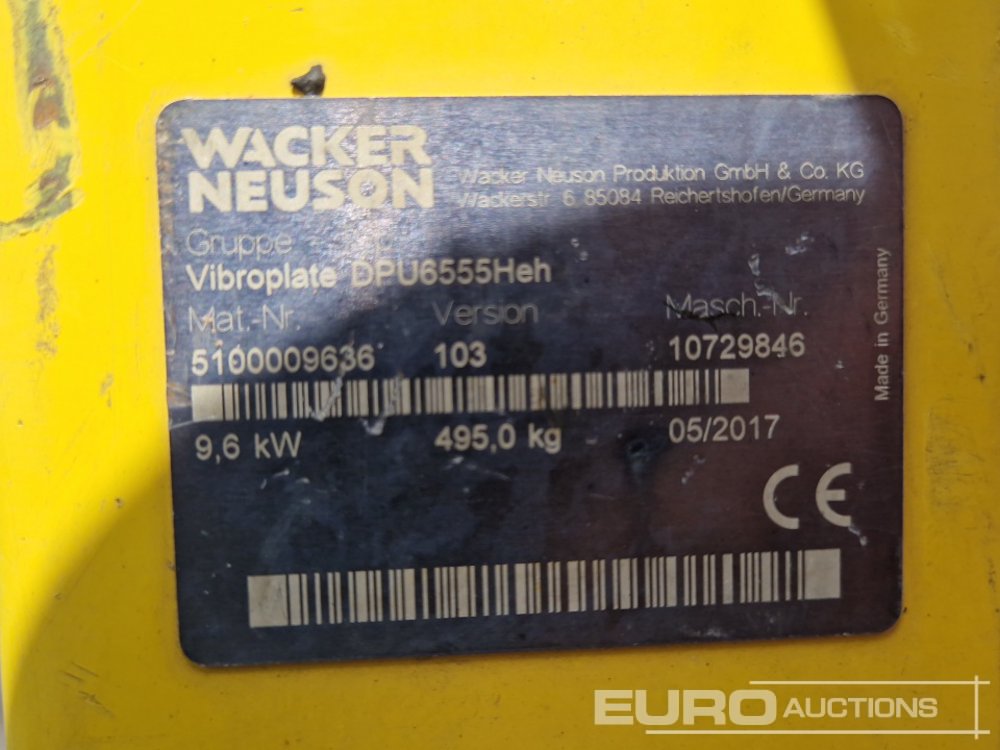 WACKER
NEUSON
Wacker Neuson Produktion GmbH & Co. KG
Wackerstr. 6 85084 Reichertshofen/Germany
Gruppe -
Vibroplate DPU6555Heh
Mat.-Nr. Version Masch.-Nr.
5100009636 103 10729846
9,6 kW 495,0 kg 05/2017
CE
Made in Germany
EURO AUCTIONS